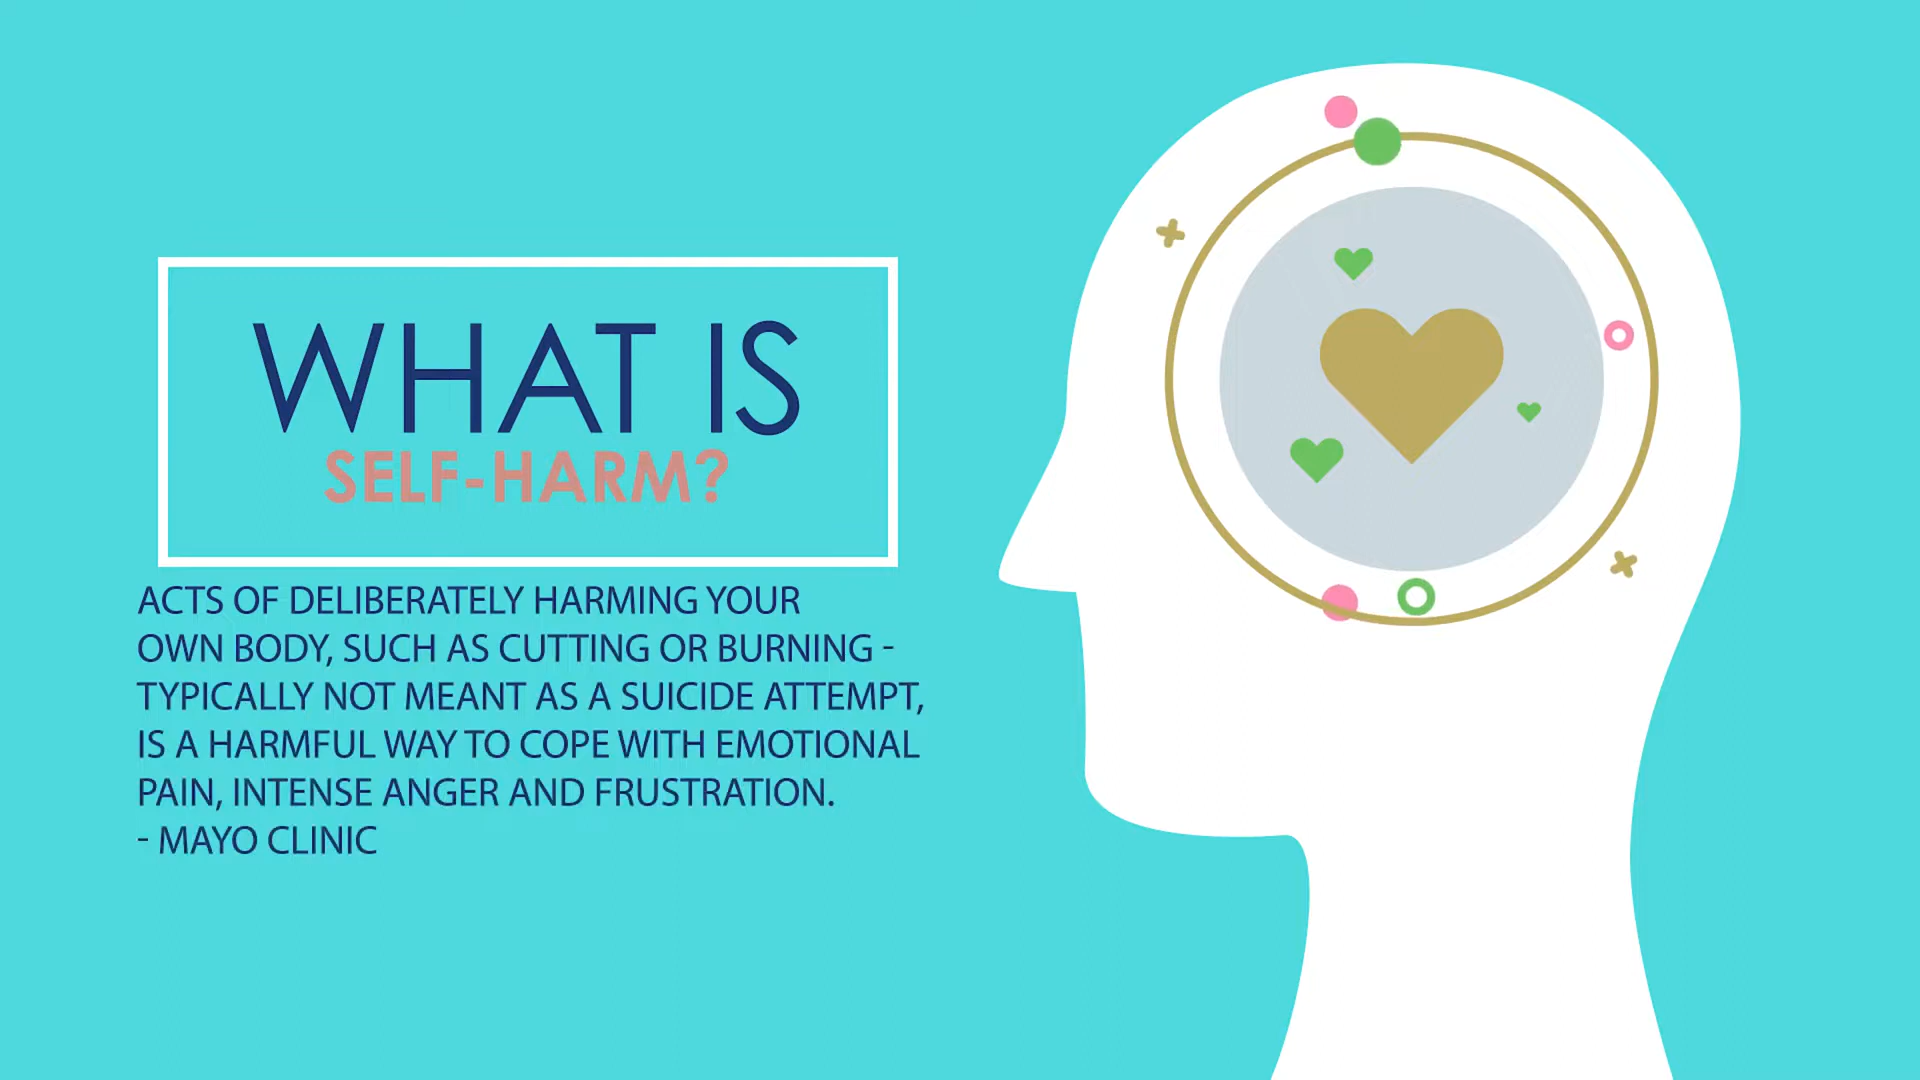 WHAT IS
SELF-HARM?
ACTS OF DELIBERATELY HARMING YOUR
OWN BODY, SUCH AS CUTTING OR BURNING -
TYPICALLY NOT MEANT AS A SUICIDE ATTEMPT,
IS A HARMFUL WAY TO COPE WITH EMOTIONAL
PAIN, INTENSE ANGER AND FRUSTRATION.
- MAYO CLINIC